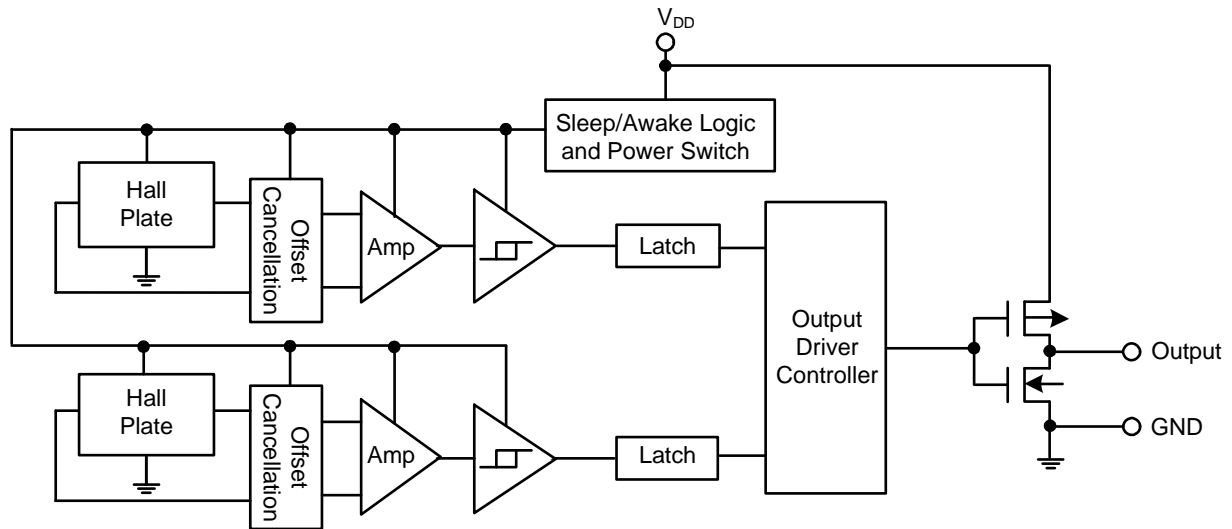 VDD
Sleep/Awake Logic
and Power Switch
Hall
Plate
Offset
Cancellation
Amp
Latch
Output
Driver
Controller
Output
GND
Hall
Plate
Offset
Cancellation
Amp
Latch